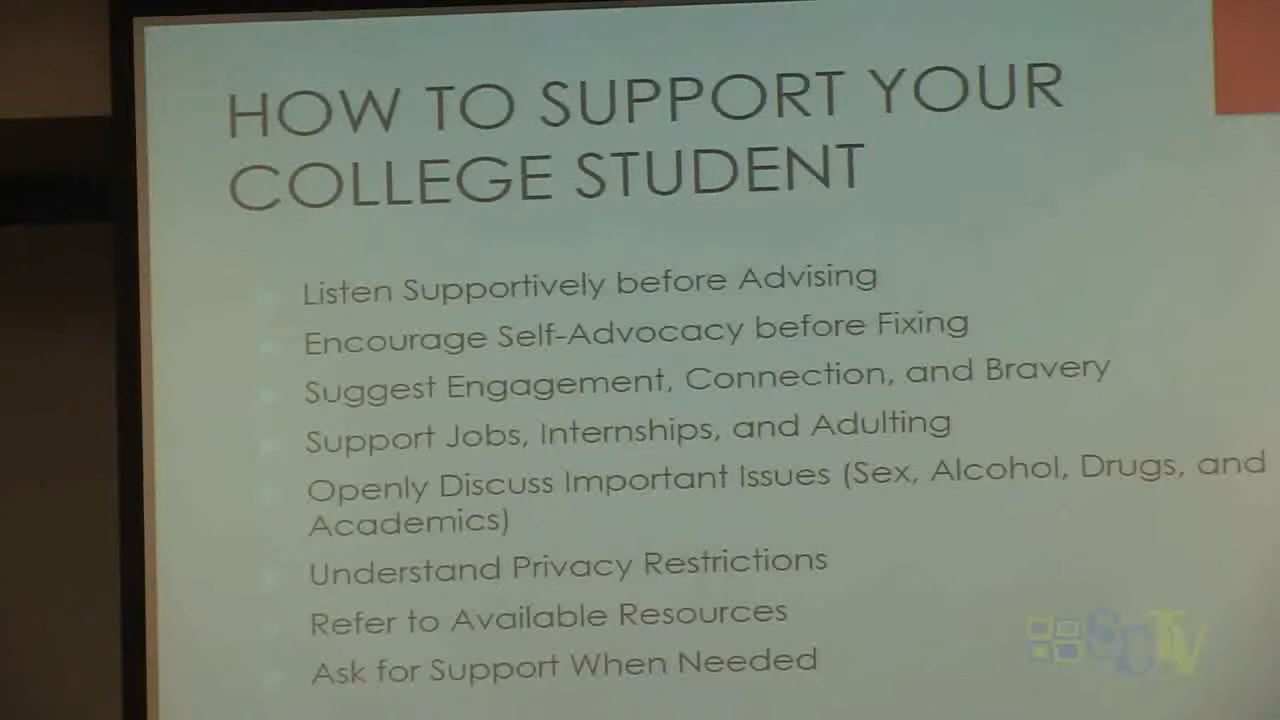 HOW TO SUPPORT YOUR
COLLEGE STUDENT
Listen Supportively before Advising
Encourage Self-Advocacy before Fixing
Suggest Engagement, Connection, and Bravery
Support Jobs, Internships, and Adulting
Openly Discuss Important Issues (Sex, Alcohol, Drugs, and
Academics)
Understand Privacy Restrictions
Refer to Available Resources
Ask for Support When Needed